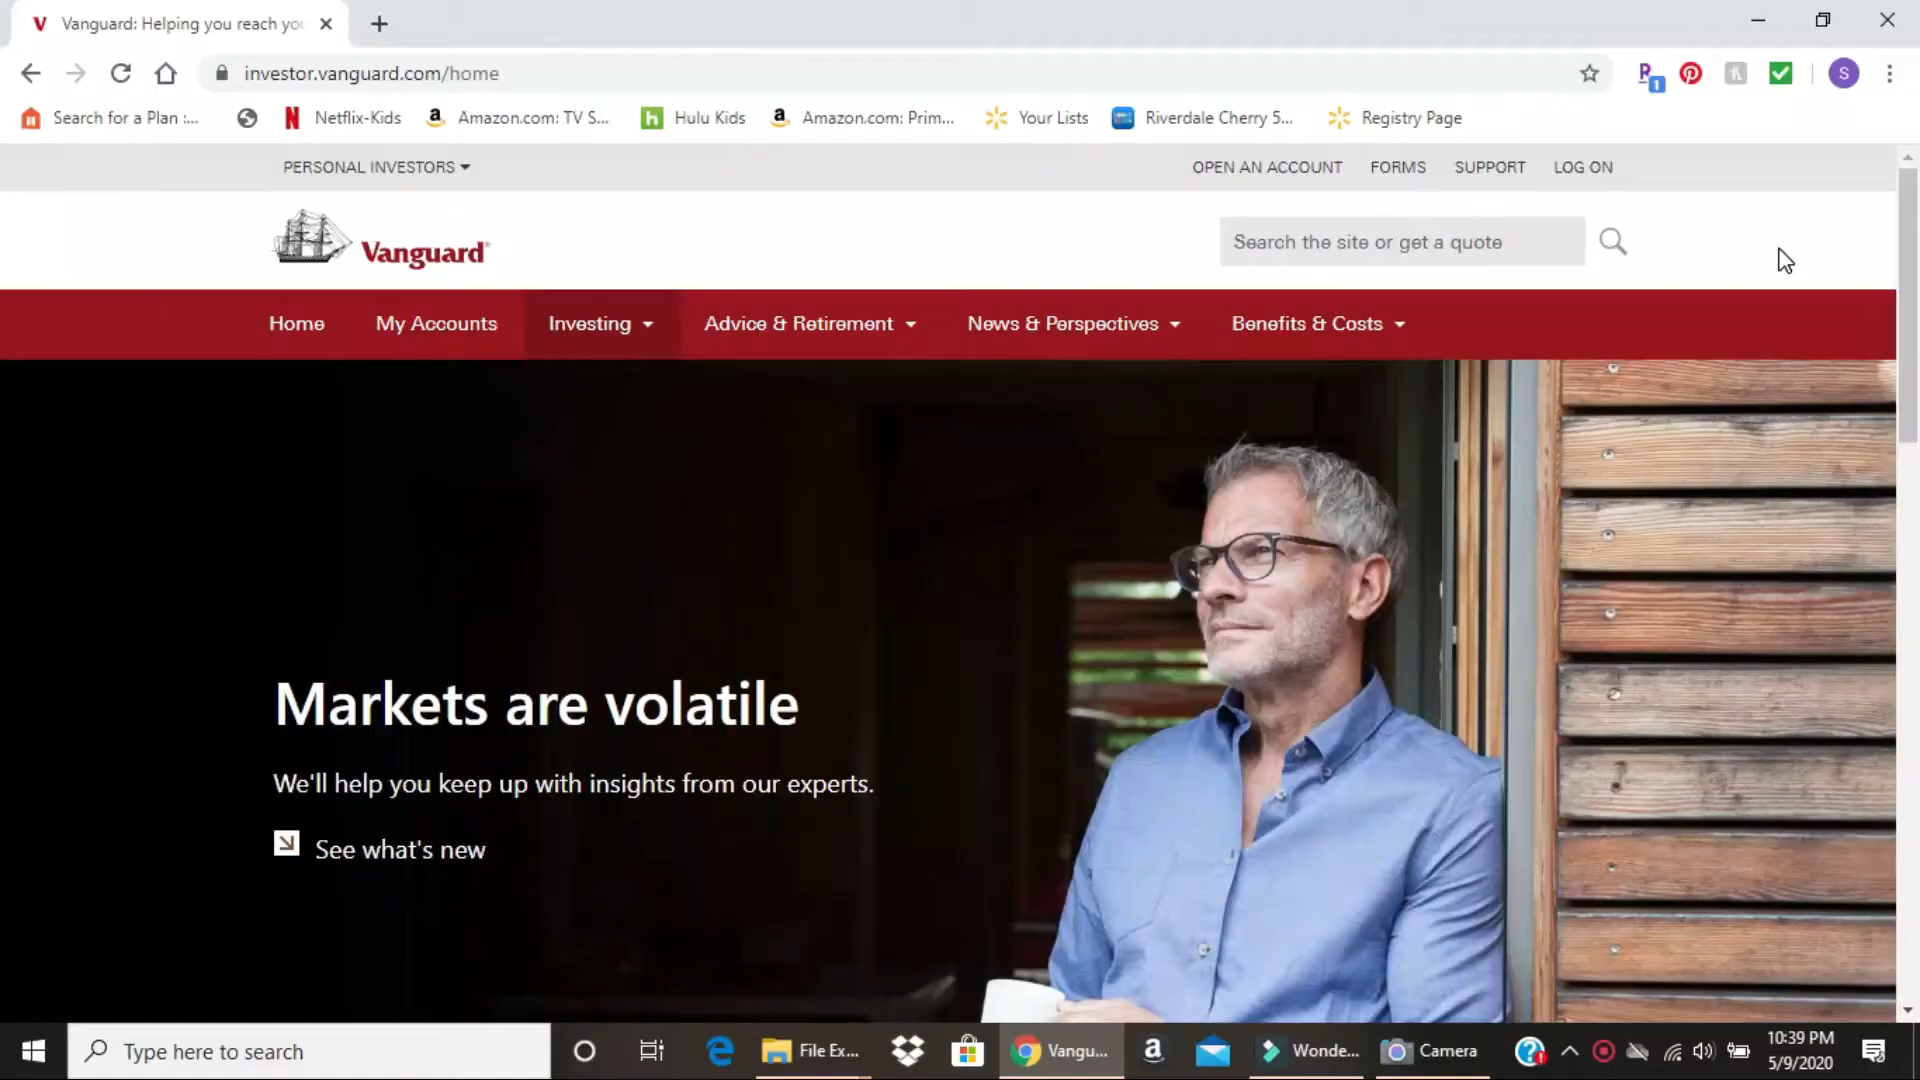 Vanguard: Helping you reach you
investor.vanguard.com/home
1
S
Search for a Plan :...
Netflix-Kids
Amazon.com: TV S...
Hulu Kids
Amazon.com: Prim...
Your Lists
Riverdale Cherry 5...
Registry Page
PERSONAL INVESTORS
OPEN AN ACCOUNT
FORMS
SUPPORT
LOG ON
Vanguard®
Search the site or get a quote
Home
My Accounts
Investing
Advice & Retirement
News & Perspectives
Benefits & Costs
Markets are volatile
We'll help you keep up with insights from our experts.
See what's new
Type here to search
File Ex...
Vangu...
Wonde...
Camera
10:39 PM
5/9/2020